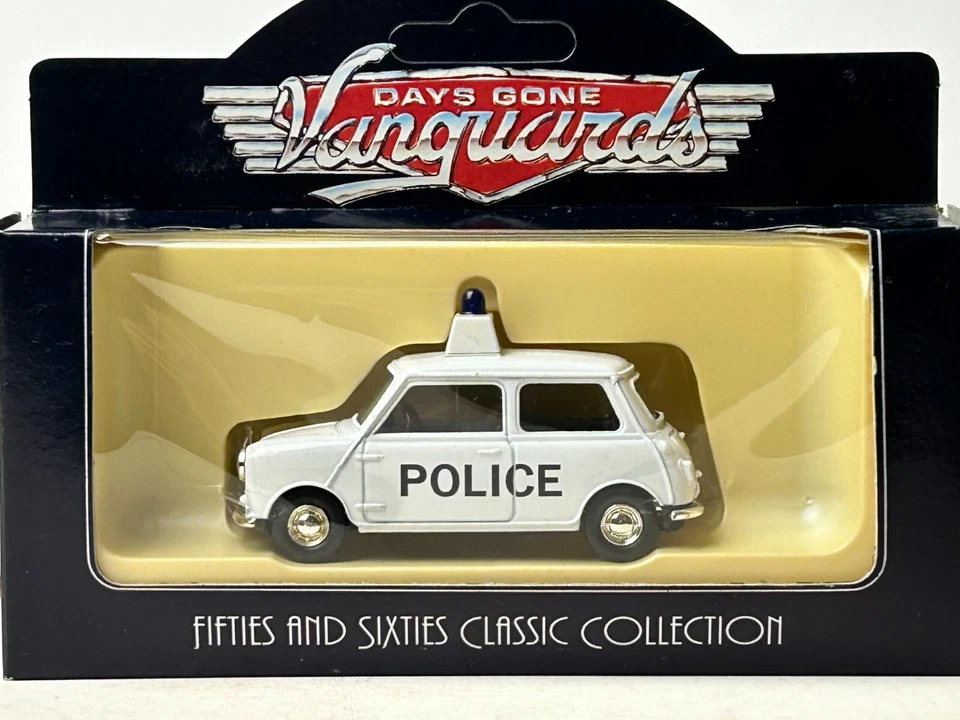 DAYS GONE
Vanguards
POLICE
FIFTIES AND SIXTIES CLASSIC COLLECTION